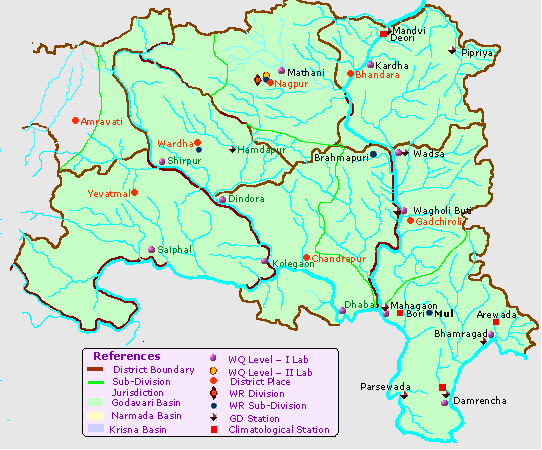 Mandvi
Deori
Pipriya
Kardha
Mathani
Bhandara
Nagpur
Amravati
Wardha
Hamdapur
Brahmapuri
Wadsa
Shirpur
Yevatmal
Dindora
Wagholi Buti
Gadchiroli
Saiphal
Kolegaon
Chandrapur
Dhaba
Mahagaon
Bori
Mul
Arewada
Bhamragad
Parsewada
Damrencha
References
District Boundary
Sub-Division
Jurisdiction
Godavari Basin
Narmada Basin
Krisna Basin
WQ Level – I Lab
WQ Level – II Lab
District Place
WR Division
WR Sub-Division
GD Station
Climatological Station